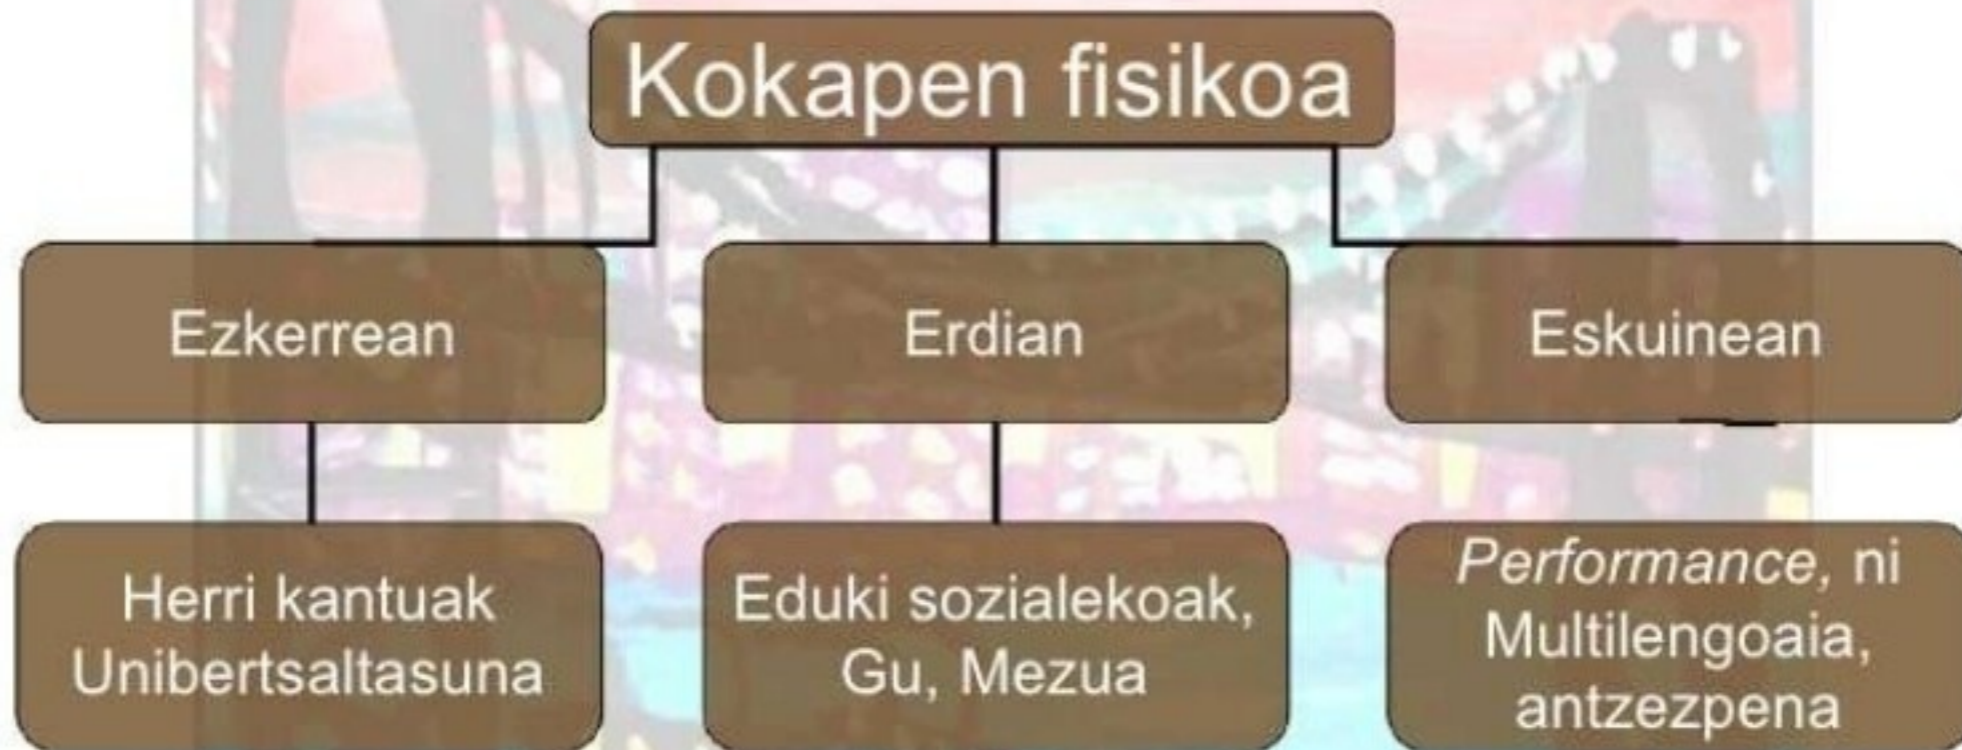 Kokapen fisikoa
Ezkerrean
Erdian
Eskuinean
Herri kantuak
Unibertsaltasuna
Eduki sozialekoak,
Gu, Mezua
Performance, ni
Multilengoaia,
antzezpena